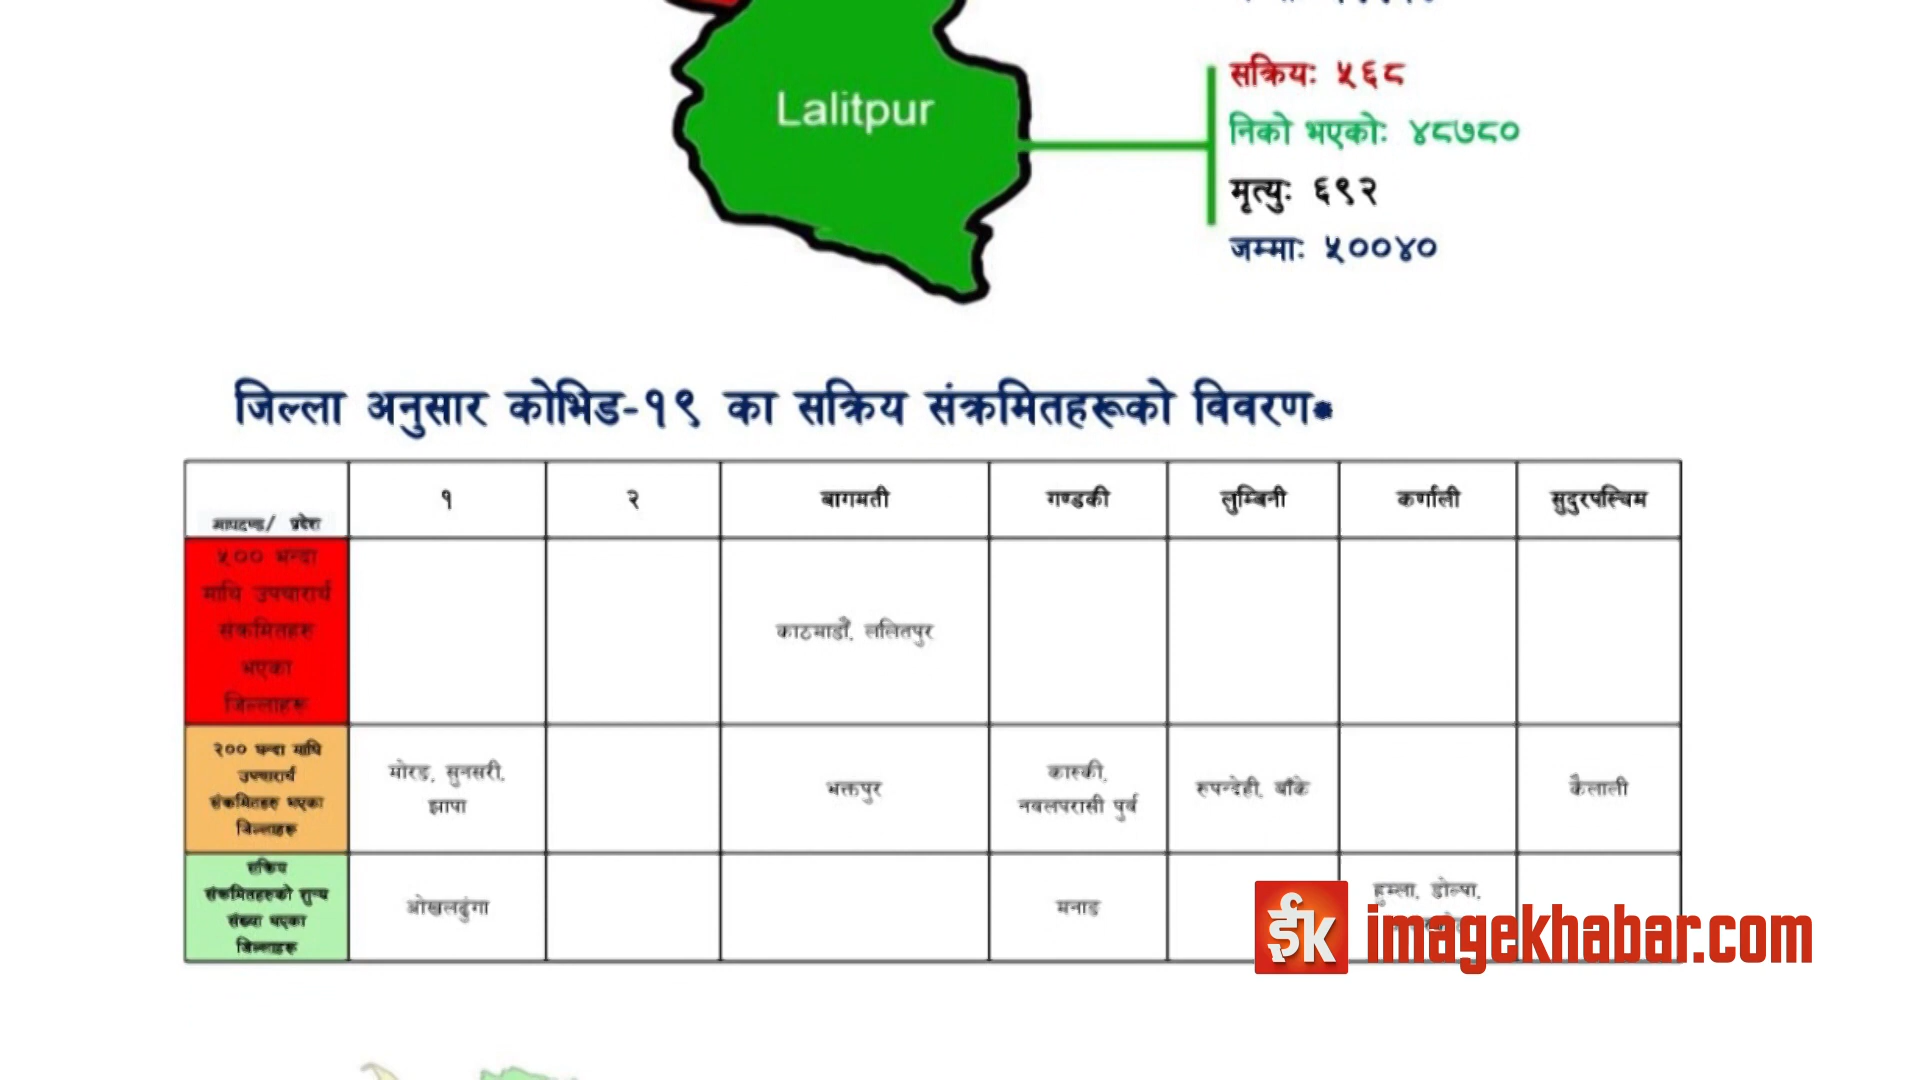 Lalitpur
सक्रिय: ५६८
निको भएको: ४८७८०
मृत्यु: ६९२
जम्मा: ५००४०
जिल्ला अनुसार कोभिड-१९ का सक्रिय संक्रमितहरूको विवरण
मापदण्ड/ प्रदेश
१
२
बागमती
गण्डकी
लुम्बिनी
कर्णाली
सुदुरपश्चिम
५०० भन्दा
माथि उपचारार्थ
संक्रमितहरु
भएका
जिल्लाहरू
काठमाडौं, ललितपुर
२०० भन्दा माथि
उपचारार्थ
संक्रमितहरु भएका
जिल्लाहरू
मोरङ, सुनसरी,
झापा
भक्तपुर
कास्की,
नवलपरासी पुर्व
रुपन्देही, बाँके
कैलाली
सक्रिय
संक्रमितहरुको शुन्य
संख्या भएका
जिल्लाहरू
ओखलढुंगा
मनाङ
हुम्ला, डोल्पा,
ईk imagekhabar.com